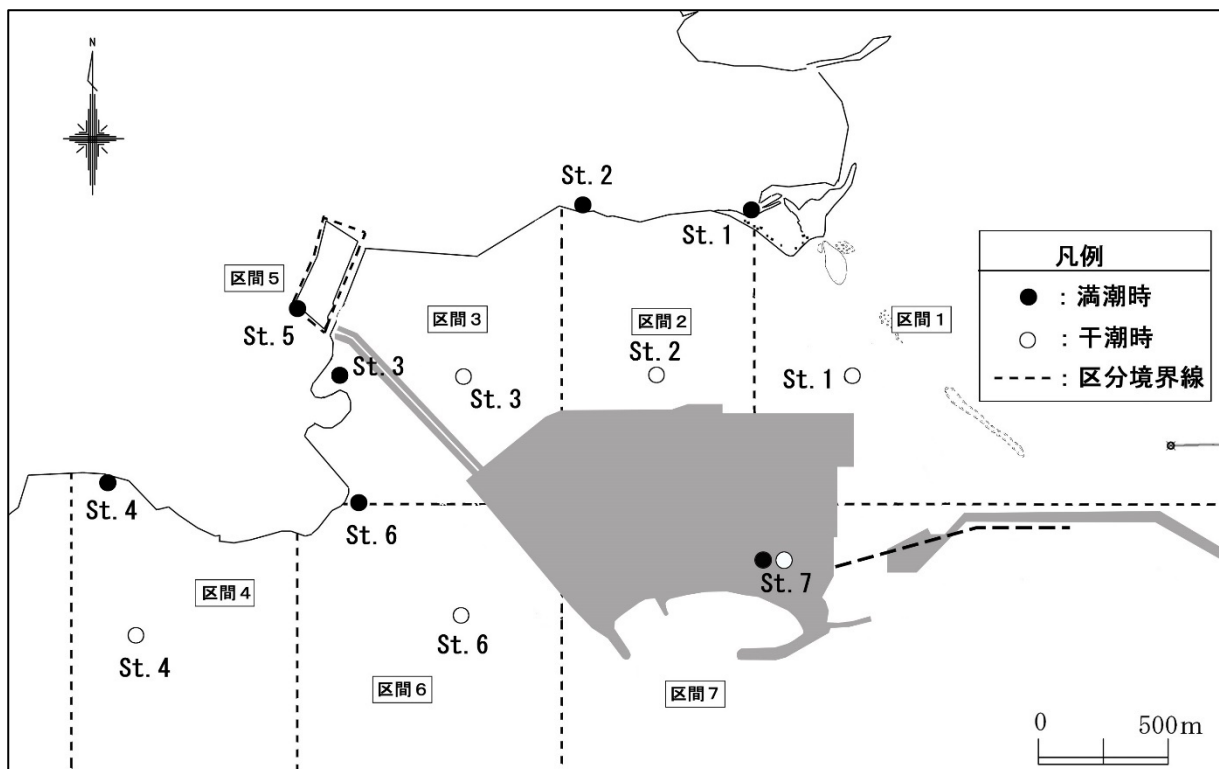 N
St. 2
St. 1
区間5
St. 5
区間3
区間2
区間1
凡例
● : 満潮時
○ : 干潮時
----- : 区分境界線
St. 3
St. 3
St. 2
St. 1
St. 4
St. 6
区間4
St. 4
St. 6
St. 7
区間6
区間7
0 500m